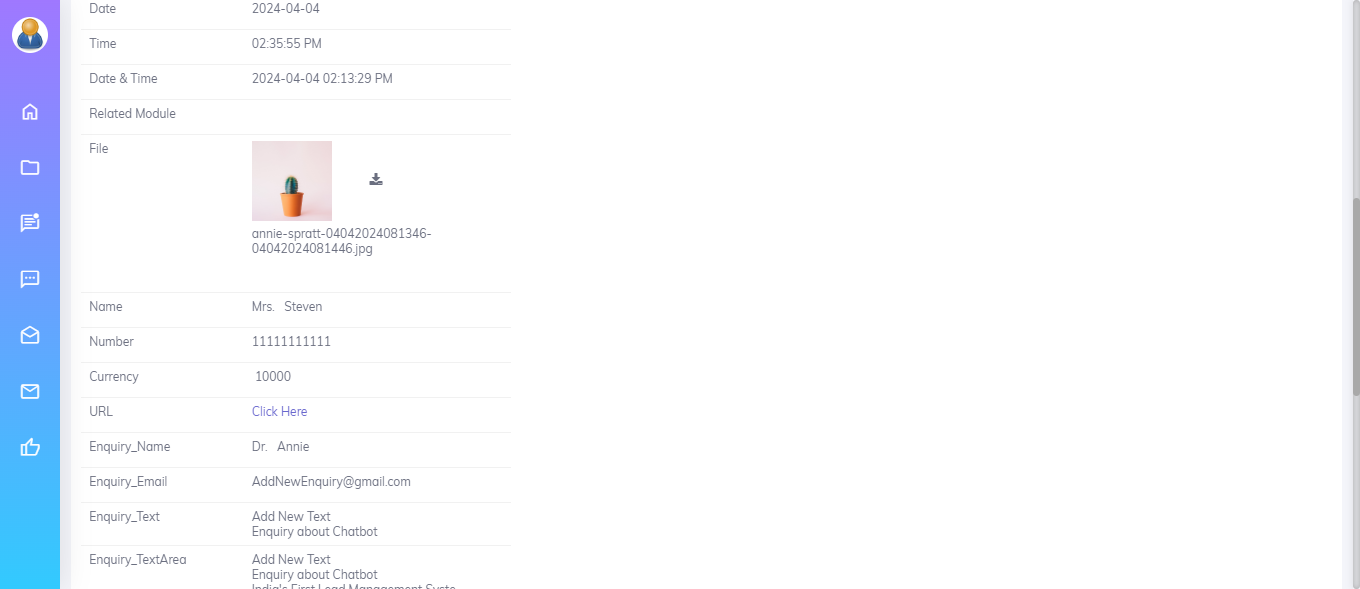 Date 2024-04-04
Time 02:35:55 PM
Date & Time 2024-04-04 02:13:29 PM
Related Module
File
annie-spratt-04042024081346-
04042024081446.jpg
Name Mrs. Steven
Number 11111111111
Currency 10000
URL Click Here
Enquiry_Name Dr. Annie
Enquiry_Email AddNewEnquiry@gmail.com
Enquiry_Text Add New Text
Enquiry about Chatbot
Enquiry_TextArea Add New Text
Enquiry about Chatbot
India's First Lead Management Syste